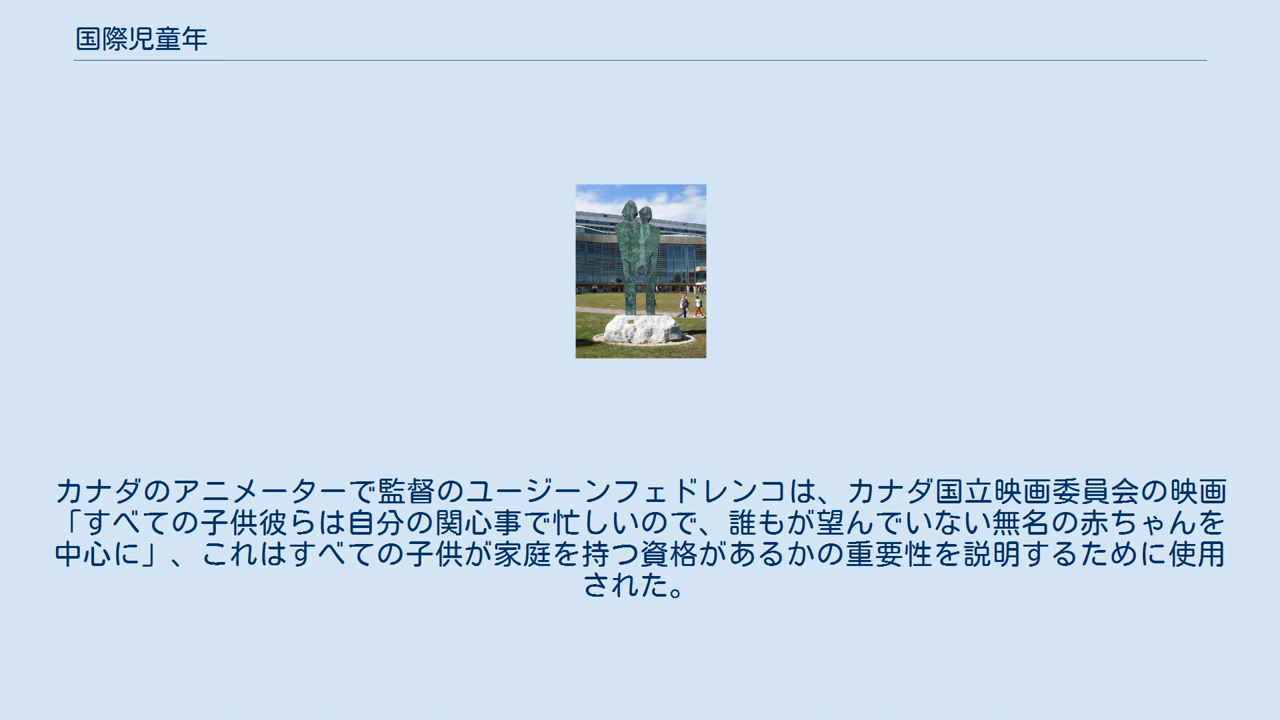 国際児童年
カナダのアニメーターで監督のユージーンフェドレンコは、カナダ国立映画委員会の映画
「すべての子供彼らは自分の関心事で忙しいので、誰もが望んでいない無名の赤ちゃんを
中心に」、これはすべての子供が家庭を持つ資格があるかの重要性を説明するために使用
された。